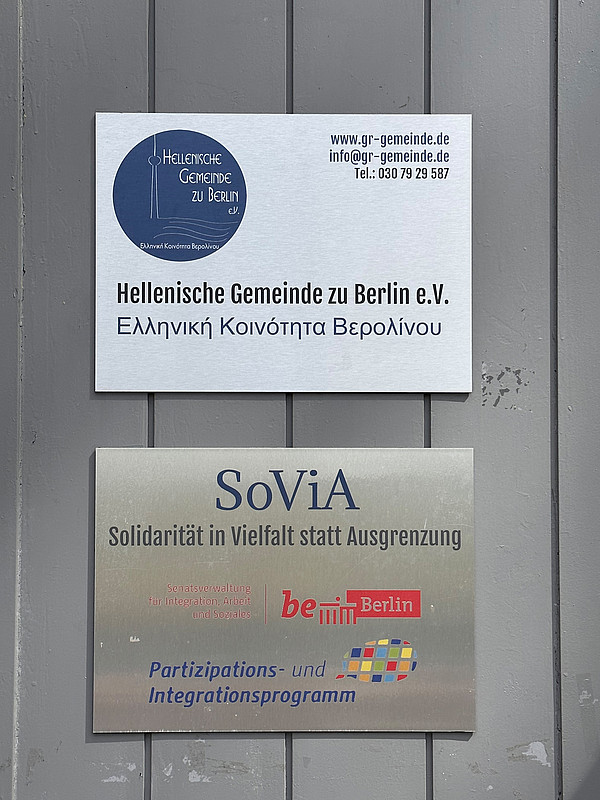 HELLENISCHE
GEMEINDE
ZU BERLIN
e.V.
Ελληνική Κοινότητα Βερολίνου
www.gr-gemeinde.de
info@gr-gemeinde.de
Tel.: 030 79 29 587
Hellenische Gemeinde zu Berlin e.V.
Ελληνική Κοινότητα Βερολίνου
SoViA
Solidarität in Vielfalt statt Ausgrenzung
Senatsverwaltung
für Integration, Arbeit
und Soziales
be Berlin
Partizipations- und
Integrationsprogramm